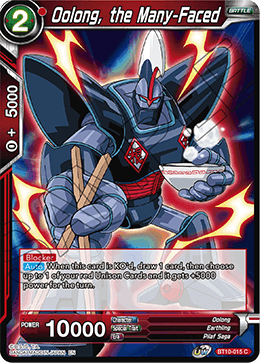 2
Oolong, the Many-Faced
BATTLE
+ 5000
Blocker
Auto When this card is KO'd, draw 1 card, then choose
up to 1 of your red Unison Cards and it gets +5000
power for the turn.
POWER 10000
Character Oolong
Special Trait Earthling
Era Pilaf Saga
BT10-015 C